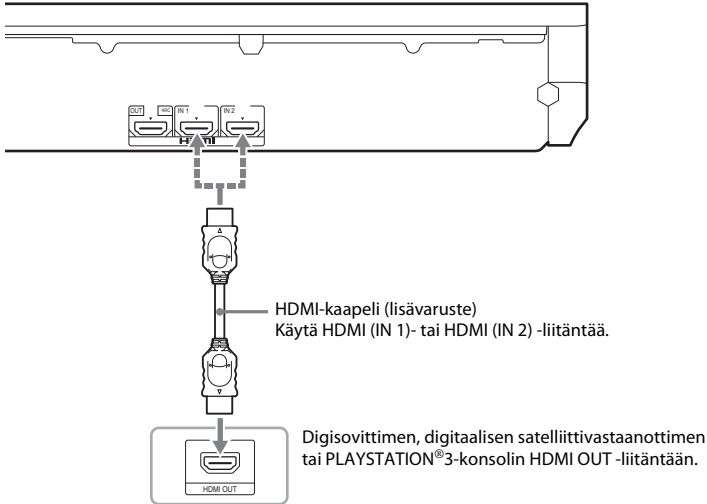 OUT ARC IN 1 IN 2
HDMI
HDMI-kaapeli (lisävaruste)
Käytä HDMI (IN 1)- tai HDMI (IN 2) -liitäntää.
Digisovittimen, digitaalisen satelliittivastaanottimen
tai PLAYSTATION®3-konsolin HDMI OUT -liitäntään.
HDMI OUT